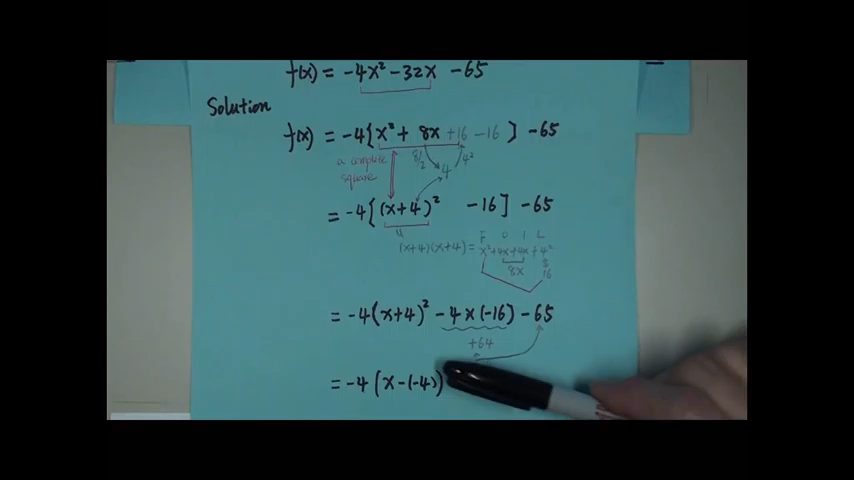 f(x) = -4x² - 32x - 65
Solution
f(x) = -4[x² + 8x +16 -16 ] - 65
a complete square
8/2
4
4²
= -4[(x+4)² -16] -65
(x+4)(x+4) = x²+4x+4x+4²
F O I L
8x
16
= -4(x+4)² -4×(-16) -65
+64
= -4(x-(-4))